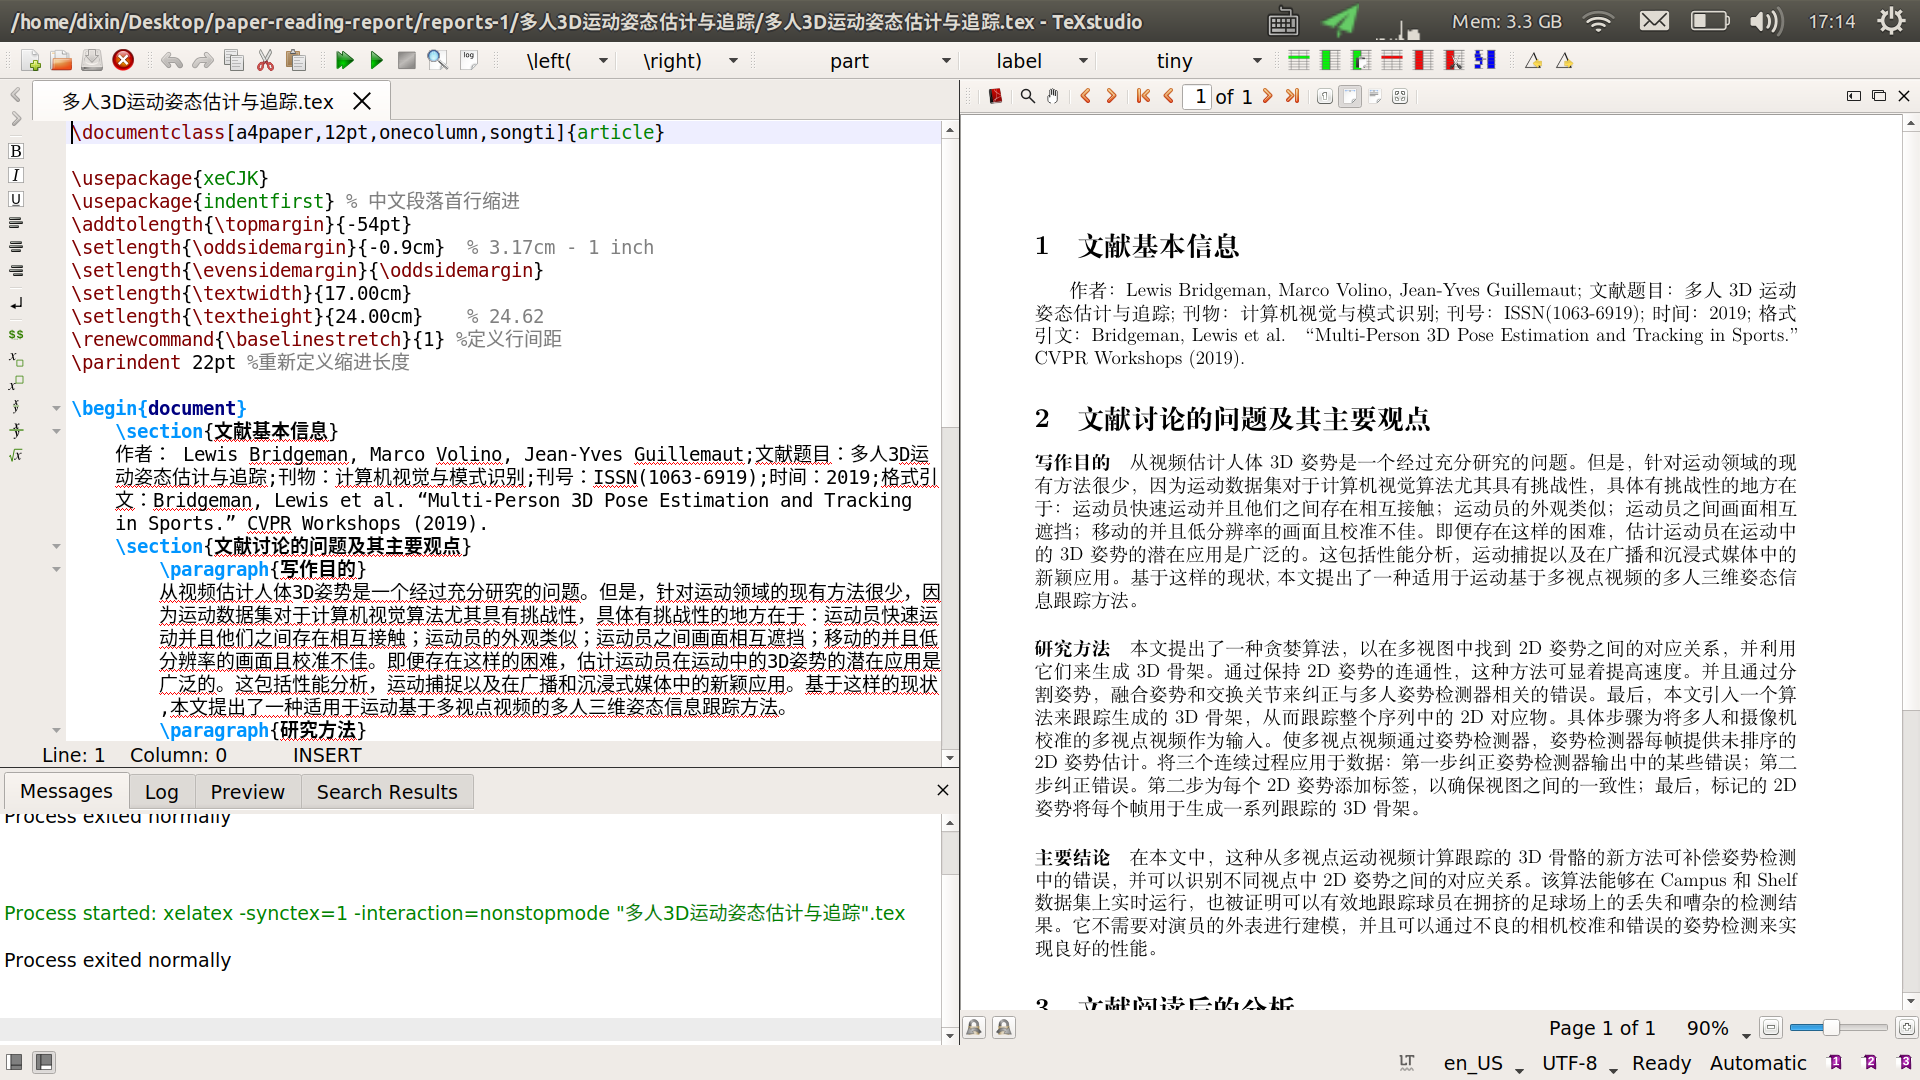 /home/dixin/Desktop/paper-reading-report/reports-1/多人3D运动姿态估计与追踪/多人3D运动姿态估计与追踪.tex - TeXstudio
Mem: 3.3 GB
17:14
log
\left(
\right)
part
label
tiny
多人3D运动姿态估计与追踪.tex
1 of 1
\documentclass[a4paper,12pt,onecolumn,songti]{article}
\usepackage{xeCJK}
\usepackage{indentfirst} % 中文段落首行缩进
\addtolength{\topmargin}{-54pt}
\setlength{\oddsidemargin}{-0.9cm}  % 3.17cm - 1 inch
\setlength{\evensidemargin}{\oddsidemargin}
\setlength{\textwidth}{17.00cm}
\setlength{\textheight}{24.00cm}    % 24.62
\renewcommand{\baselinestretch}{1} %定义行间距
\parindent 22pt %重新定义缩进长度
\begin{document}
\section{文献基本信息}
作者： Lewis Bridgeman, Marco Volino, Jean-Yves Guillemaut;文献题目：多人3D运
动姿态估计与追踪;刊物：计算机视觉与模式识别;刊号：ISSN(1063-6919);时间：2019;格式引
文：Bridgeman, Lewis et al. “Multi-Person 3D Pose Estimation and Tracking
in Sports.” CVPR Workshops (2019).
\section{文献讨论的问题及其主要观点}
\paragraph{写作目的}
从视频估计人体3D姿势是一个经过充分研究的问题。但是，针对运动领域的现有方法很少，因
为运动数据集对于计算机视觉算法尤其具有挑战性，具体有挑战性的地方在于：运动员快速运
动并且他们之间存在相互接触；运动员的外观类似；运动员之间画面相互遮挡；移动的并且低
分辨率的画面且校准不佳。即便存在这样的困难，估计运动员在运动中的3D姿势的潜在应用是
广泛的。这包括性能分析，运动捕捉以及在广播和沉浸式媒体中的新颖应用。基于这样的现状
,本文提出了一种适用于运动基于多视点视频的多人三维姿态信息跟踪方法。
\paragraph{研究方法}
Line: 1 Column: 0 INSERT
Messages
Log
Preview
Search Results
Process exited normally
Process started: xelatex -synctex=1 -interaction=nonstopmode "多人3D运动姿态估计与追踪".tex
Process exited normally
1 文献基本信息
作者：Lewis Bridgeman, Marco Volino, Jean-Yves Guillemaut; 文献题目：多人 3D 运动
姿态估计与追踪; 刊物：计算机视觉与模式识别; 刊号：ISSN(1063-6919); 时间：2019; 格式
引文：Bridgeman, Lewis et al. “Multi-Person 3D Pose Estimation and Tracking in Sports.”
CVPR Workshops (2019).
2 文献讨论的问题及其主要观点
写作目的 从视频估计人体 3D 姿势是一个经过充分研究的问题。但是，针对运动领域的现
有方法很少，因为运动数据集对于计算机视觉算法尤其具有挑战性，具体有挑战性的地方在
于：运动员快速运动并且他们之间存在相互接触；运动员的外观类似；运动员之间画面相互
遮挡；移动的并且低分辨率的画面且校准不佳。即便存在这样的困难，估计运动员在运动中
的 3D 姿势的潜在应用是广泛的。这包括性能分析，运动捕捉以及在广播和沉浸式媒体中的
新颖应用。基于这样的现状, 本文提出了一种适用于运动基于多视点视频的多人三维姿态信
息跟踪方法。
研究方法 本文提出了一种贪婪算法，以在多视图中找到 2D 姿势之间的对应关系，并利用
它们来生成 3D 骨架。通过保持 2D 姿势的连通性，这种方法可显着提高速度。并且通过分
割姿势，融合姿势和交换关节来纠正与多人姿势检测器相关的错误。最后，本文引入一个算
法来跟踪生成的 3D 骨架，从而跟踪整个序列中的 2D 对应物。具体步骤为将多人和摄像机
校准的多视点视频作为输入。使多视点视频通过姿势检测器，姿势检测器每帧提供未排序的
2D 姿势估计。将三个连续过程应用于数据：第一步纠正姿势检测器输出中的某些错误；第二
步纠正错误。第二步为每个 2D 姿势添加标签，以确保视图之间的一致性；最后，标记的 2D
姿势将每个帧用于生成一系列跟踪的 3D 骨架。
主要结论 在本文中，这种从多视点运动视频计算跟踪的 3D 骨骼的新方法可补偿姿势检测
中的错误，并可以识别不同视点中 2D 姿势之间的对应关系。该算法能够在 Campus 和 Shelf
数据集上实时运行，也被证明可以有效地跟踪球员在拥挤的足球场上的丢失和嘈杂的检测结
果。它不需要对演员的外表进行建模，并且可以通过不良的相机校准和错误的姿势检测来实
现良好的性能。
3 文献阅读后的分析
Page 1 of 1 90%
LT en_US UTF-8 Ready Automatic 1 2 3